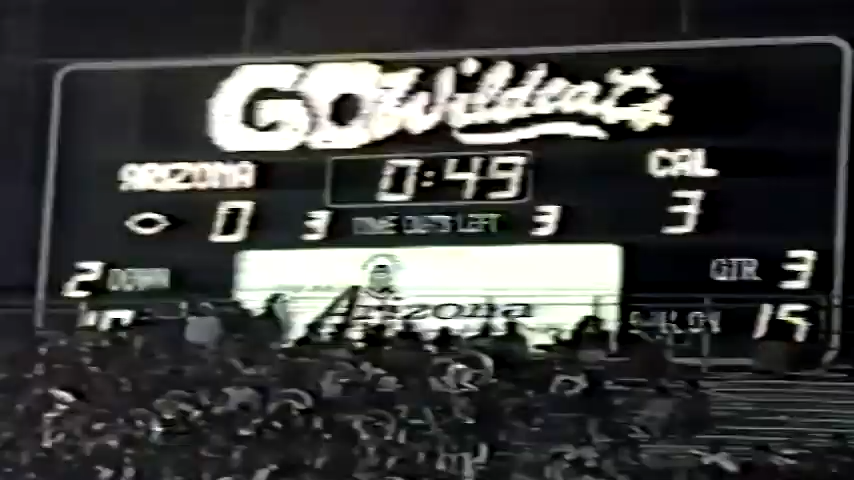 GO Wildcats
ARIZONA 0:49 CAL
0 3 TIME OUTS LEFT 3 3
2 DOWN QTR 3
Arizona
15